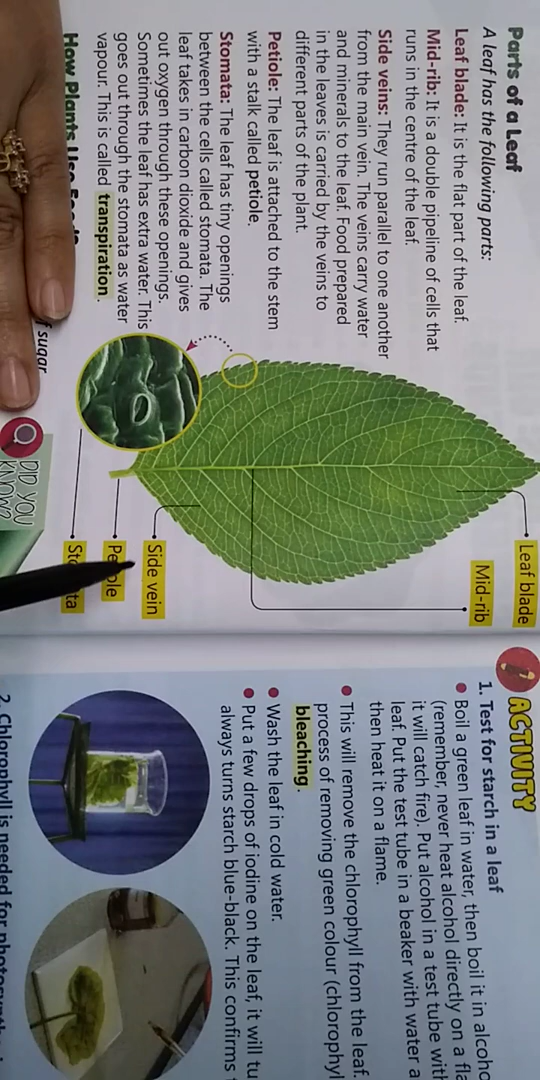 Parts of a Leaf
A leaf has the following parts:
Leaf blade: It is the flat part of the leaf.
Mid-rib: It is a double pipeline of cells that
runs in the centre of the leaf.
Side veins: They run parallel to one another
from the main vein. The veins carry water
and minerals to the leaf. Food prepared
in the leaves is carried by the veins to
different parts of the plant.
Petiole: The leaf is attached to the stem
with a stalk called petiole.
Stomata: The leaf has tiny openings
between the cells called stomata. The
leaf takes in carbon dioxide and gives
out oxygen through these openings.
Sometimes the leaf has extra water. This
goes out through the stomata as water
vapour. This is called transpiration.
How Plants
sugar
Leaf blade
Mid-rib
Side vein
DID YOU
KNOW?
ACTIVITY
1. Test for starch in a leaf
Boil a green leaf in water, then boil it in
(remember, never heat alcohol directly on a
it will catch fire). Put alcohol in a test tube
leaf. Put the test tube in a beaker with water
then heat it on a flame.
This will remove the chlorophyll from the leaf.
process of removing green colour
bleaching.
Wash the leaf in cold water.
Put a few drops of iodine on the leaf, it will
always turns starch blue-back. This confirms
2. Chlorophyll is needed for